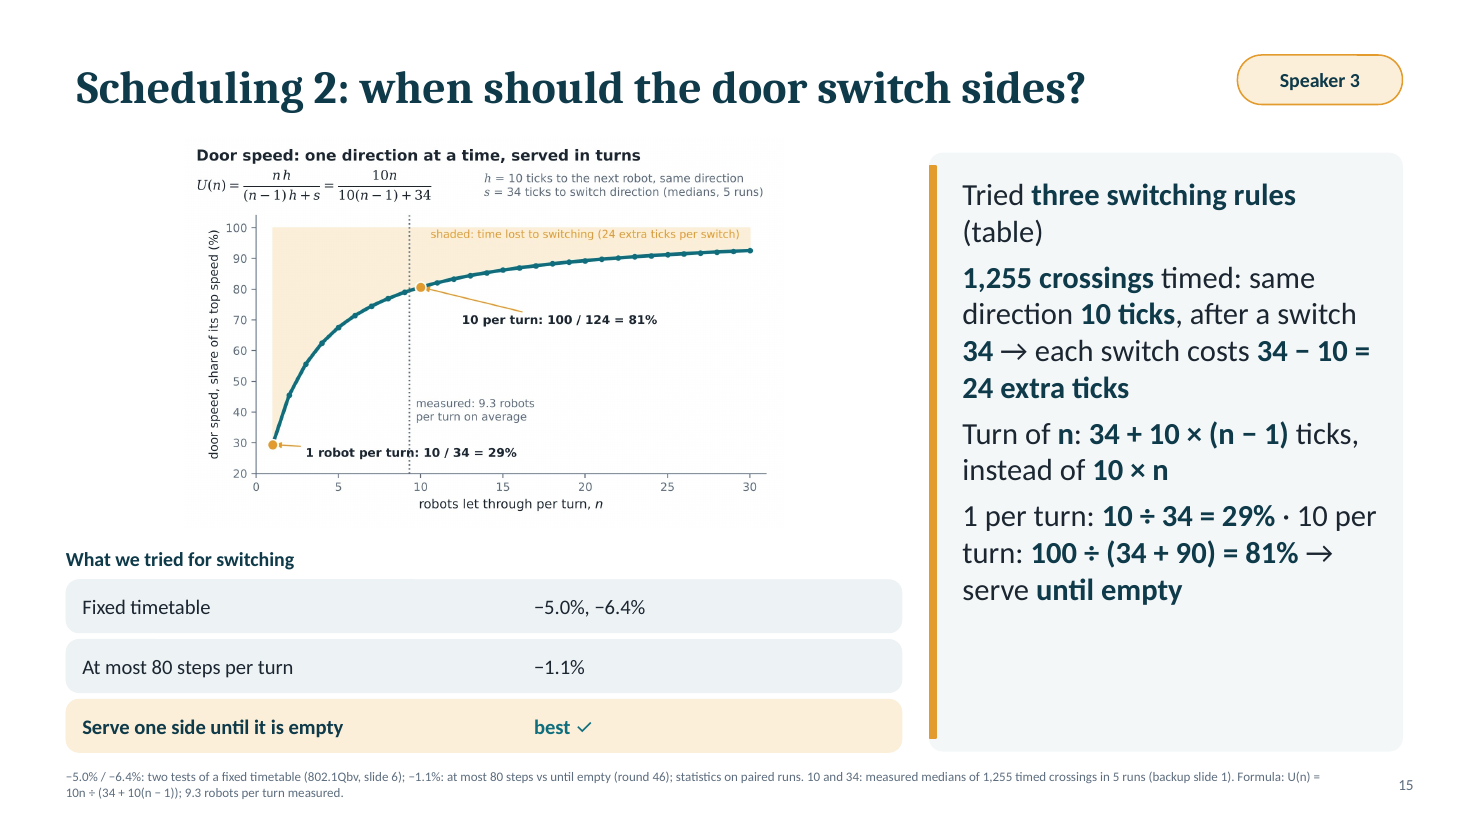 Scheduling 2: when should the door switch sides?
Speaker 3
Door speed: one direction at a time, served in turns
U(n) = n h / ((n − 1) h + s) = 10n / (10(n − 1) + 34)
h = 10 ticks to the next robot, same direction
s = 34 ticks to switch direction (medians, 5 runs)
shaded: time lost to switching (24 extra ticks per switch)
door speed, share of its top speed (%)
100
90
80
70
60
50
40
30
20
10 per turn: 100 / 124 = 81%
measured: 9.3 robots
per turn on average
1 robot per turn: 10 / 34 = 29%
0 5 10 15 20 25 30
robots let through per turn, n
What we tried for switching
Fixed timetable −5.0%, −6.4%
At most 80 steps per turn −1.1%
Serve one side until it is empty best ✓
Tried three switching rules
(table)
1,255 crossings timed: same
direction 10 ticks, after a switch
34 → each switch costs 34 − 10 =
24 extra ticks
Turn of n: 34 + 10 × (n − 1) ticks,
instead of 10 × n
1 per turn: 10 ÷ 34 = 29% · 10 per
turn: 100 ÷ (34 + 90) = 81% →
serve until empty
−5.0% / −6.4%: two tests of a fixed timetable (802.1Qbv, slide 6); −1.1%: at most 80 steps vs until empty (round 46); statistics on paired runs. 10 and 34: measured medians of 1,255 timed crossings in 5 runs (backup slide 1). Formula: U(n) =
10n ÷ (34 + 10(n − 1)); 9.3 robots per turn measured.
15